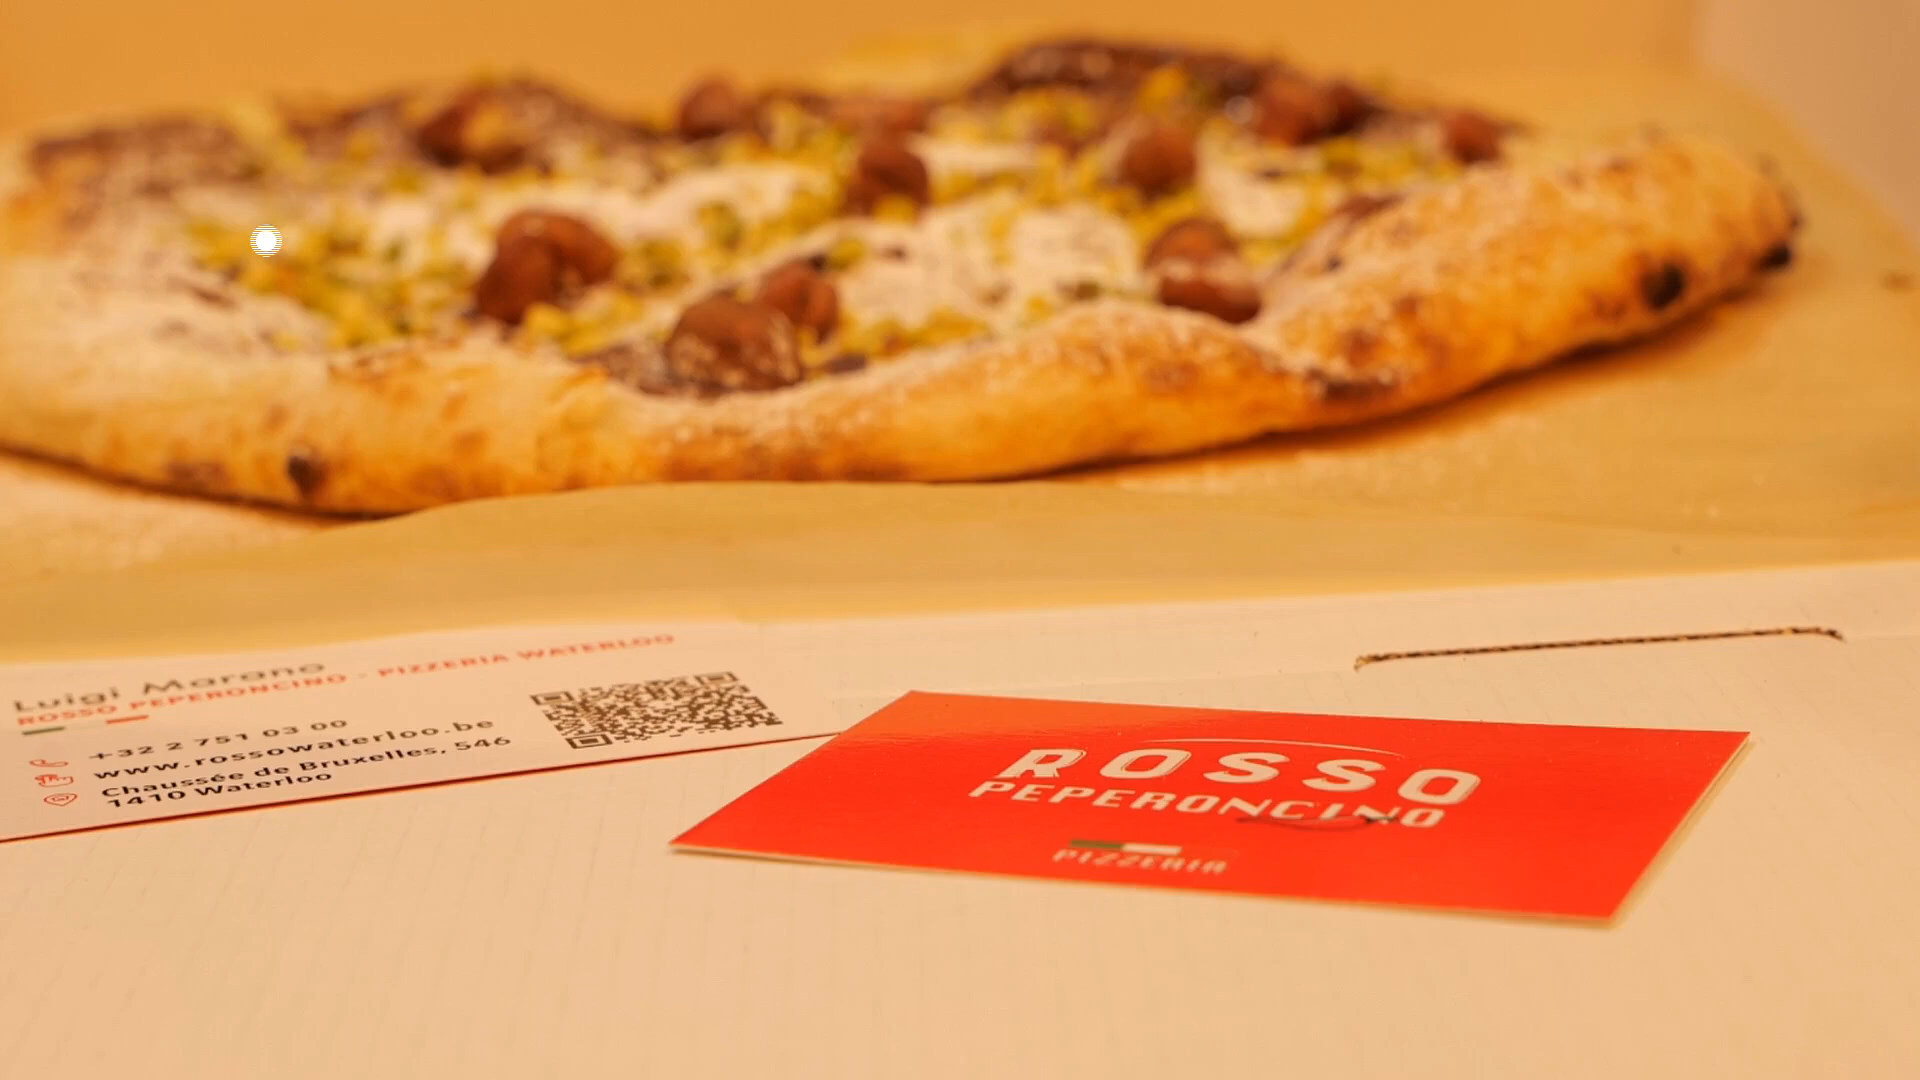 Luigi Marano
ROSSO PEPERONCINO - PIZZERIA WATERLOO
+32 2 751 03 00
www.rossowaterloo.be
Chaussée de Bruxelles, 546
1410 Waterloo
ROSSO
PEPERONCINO
PIZZERIA